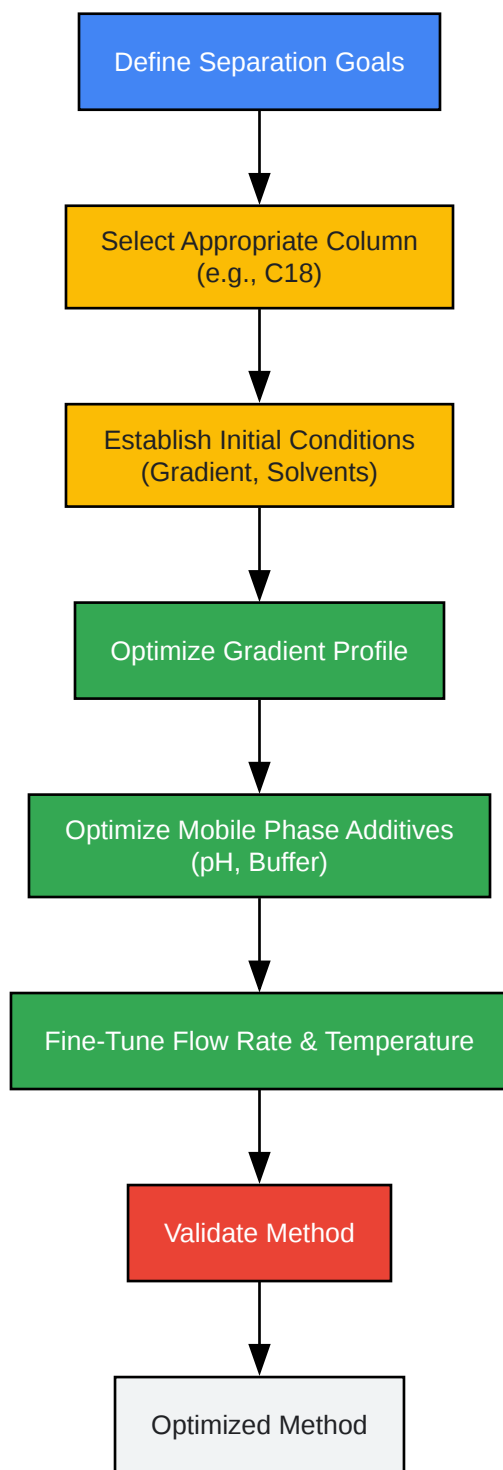 Define Separation Goals
Select Appropriate Column
(e.g., C18)
Establish Initial Conditions
(Gradient, Solvents)
Optimize Gradient Profile
Optimize Mobile Phase Additives
(pH, Buffer)
Fine-Tune Flow Rate & Temperature
Validate Method
Optimized Method